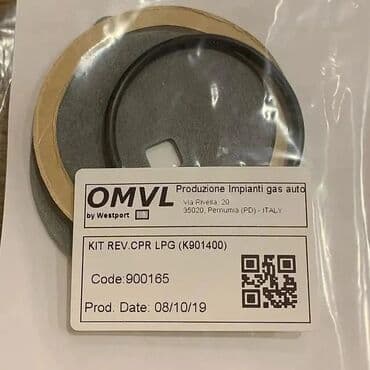 OMVL
by Westport
Produzione Impianti gas auto
Via Rivella, 20
35020, Pernumia (PD) - ITALY
KIT REV.CPR LPG (K901400)
Code:900165
Prod. Date: 08/10/19